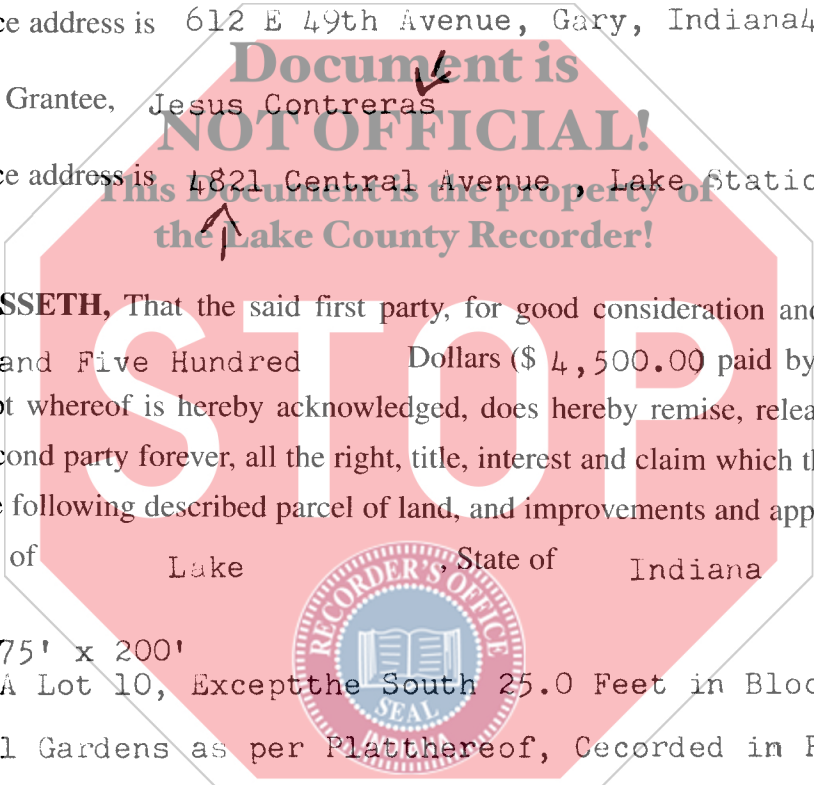 ce address is 612 E 49th Avenue, Gary, Indiana4
Document is
Grantee, Jesus Contreras
NOT OFFICIAL!
ce address is 4821 Central Avenue , Lake Statio
This Document is the property of
the Lake County Recorder!
SSETH, That the said first party, for good consideration and
and Five Hundred Dollars ($ 4,500.00 paid by
STOP
ot whereof is hereby acknowledged, does hereby remise, relea
cond party forever, all the right, title, interest and claim which th
e following described parcel of land, and improvements and app
of Lake , State of Indiana
RECORDER'S OFFICE
75' x 200'
A Lot 10, Exceptthe South 25.0 Feet in Bloc
SEAL
l Gardens as per Platthereof, Cecorded in P
INDIANA